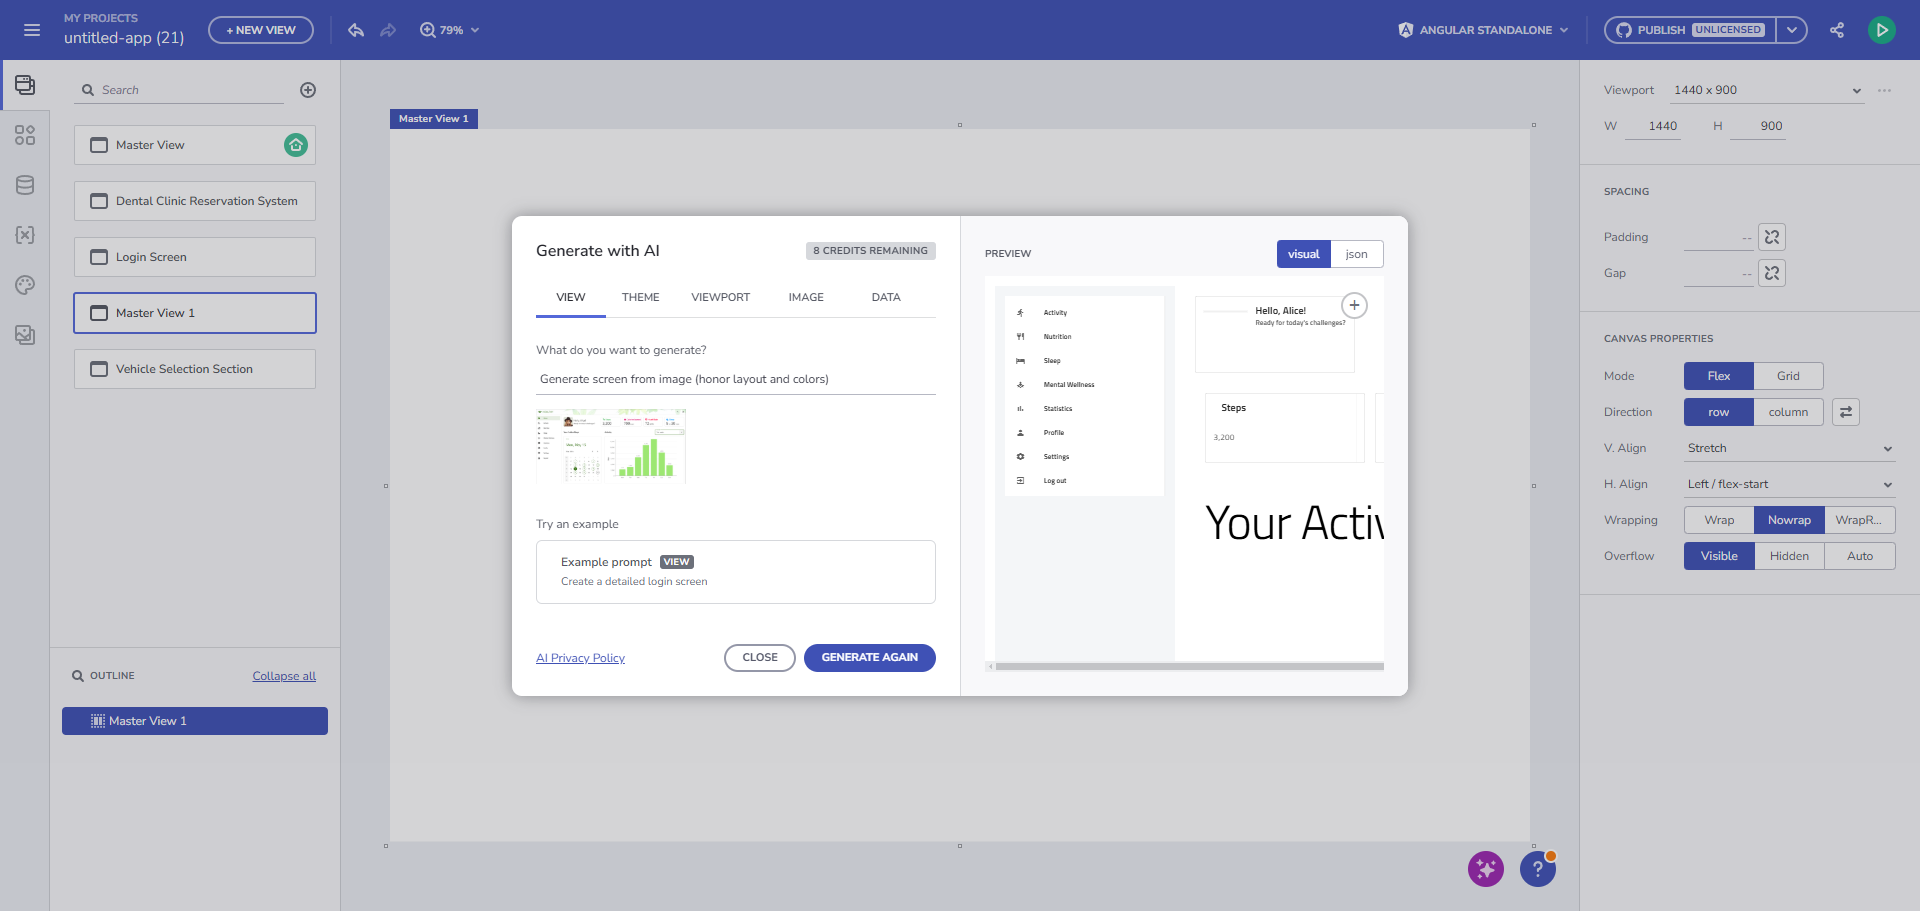 MY PROJECTS
untitled-app (21)
+ NEW VIEW
79%
ANGULAR STANDALONE
PUBLISH UNLICENSED
Search
Master View
Dental Clinic Reservation System
Login Screen
Master View 1
Vehicle Selection Section
OUTLINE
Collapse all
Master View 1
Master View 1
Generate with AI
8 CREDITS REMAINING
VIEW
THEME
VIEWPORT
IMAGE
DATA
What do you want to generate?
Generate screen from image (honor layout and colors)
Try an example
Example prompt VIEW
Create a detailed login screen
AI Privacy Policy
CLOSE
GENERATE AGAIN
PREVIEW
visual
json
Activity
Nutrition
Sleep
Mental Wellness
Statistics
Profile
Settings
Log out
Hello, Alice!
Ready for today's challenges?
+
Steps
3,200
Your Activ
?
Viewport 1440 x 900
W 1440 H 900
SPACING
Padding --
Gap --
CANVAS PROPERTIES
Mode Flex Grid
Direction row column
V. Align Stretch
H. Align Left / flex-start
Wrapping Wrap Nowrap WrapR...
Overflow Visible Hidden Auto